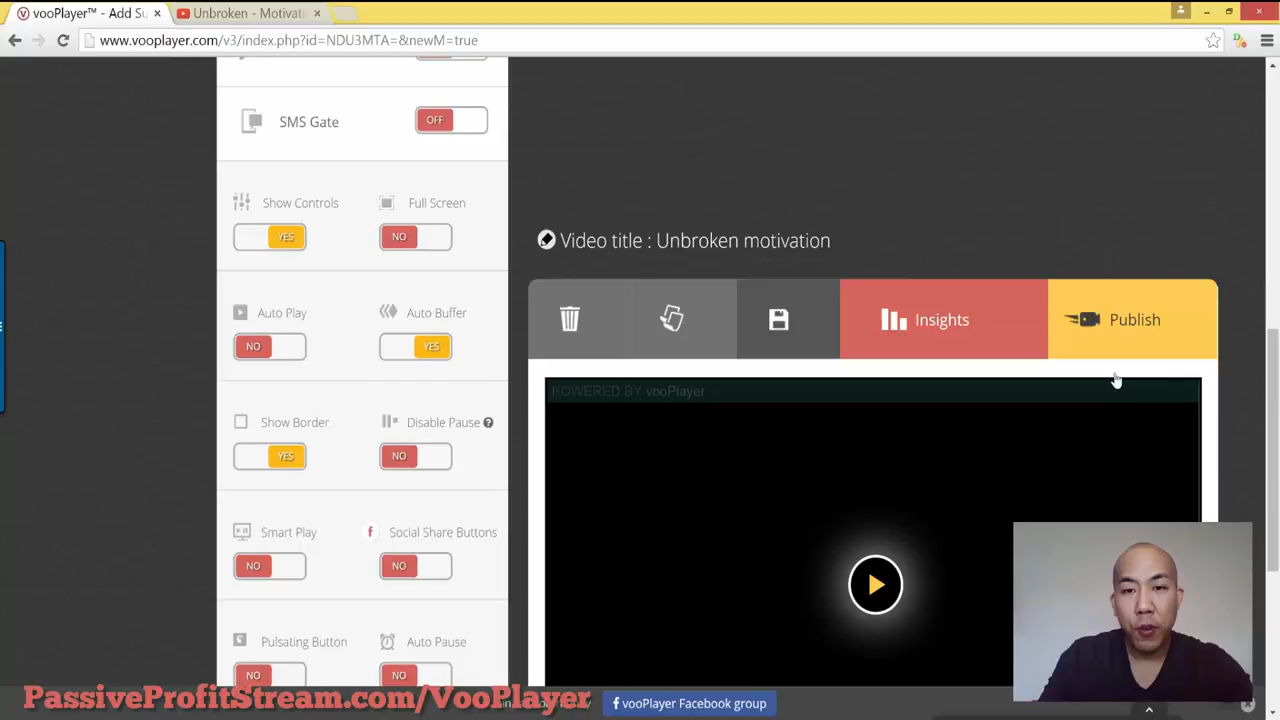 vooPlayer™ - Add Su
Unbroken - Motivati
www.vooplayer.com/v3/index.php?id=NDU3MTA=&newM=true
SMS Gate
OFF
Show Controls
Full Screen
YES
NO
Video title : Unbroken motivation
Auto Play
Auto Buffer
NO
YES
Insights
Publish
POWERED BY vooPlayer
Show Border
Disable Pause
YES
NO
Smart Play
Social Share Buttons
NO
NO
Pulsating Button
Auto Pause
NO
NO
PassiveProfitStream.com/VooPlayer
vooPlayer Facebook group